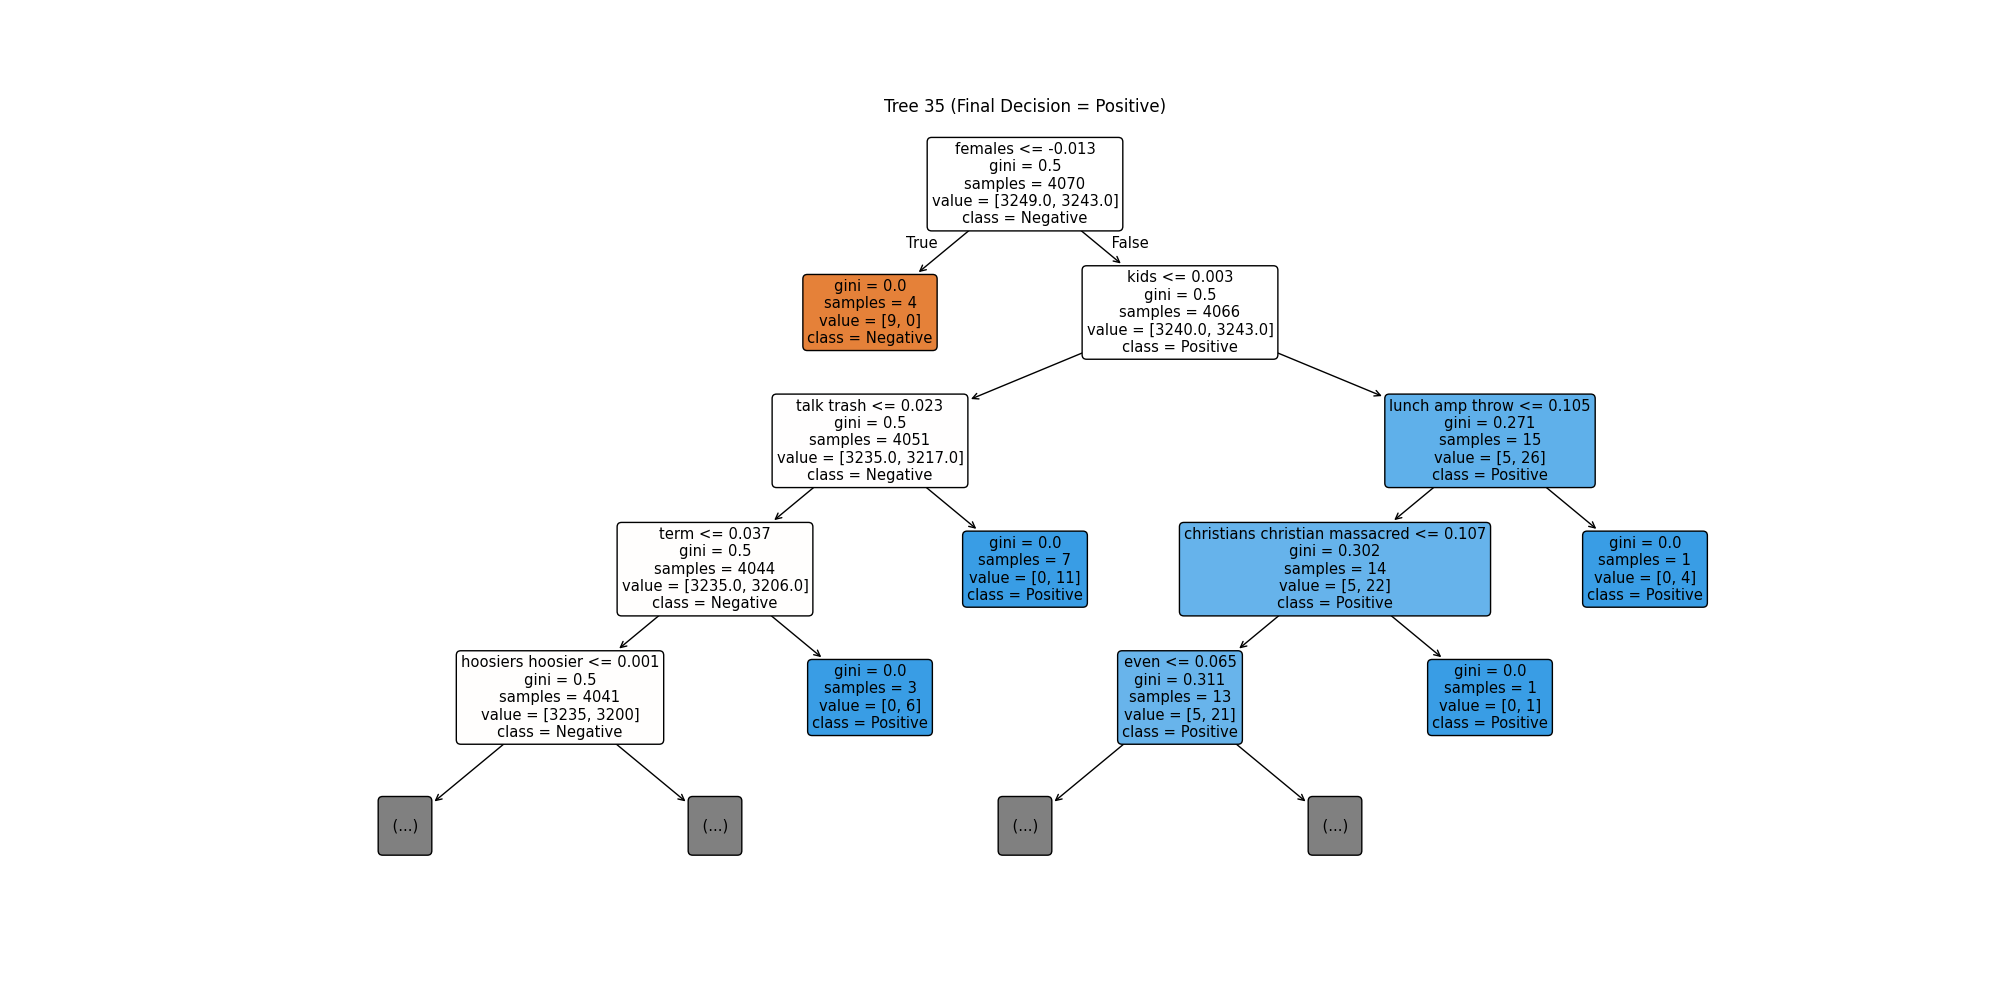 Tree 35 (Final Decision = Positive)
females <= -0.013
gini = 0.5
samples = 4070
value = [3249.0, 3243.0]
class = Negative
True
False
gini = 0.0
samples = 4
value = [9, 0]
class = Negative
kids <= 0.003
gini = 0.5
samples = 4066
value = [3240.0, 3243.0]
class = Positive
talk trash <= 0.023
gini = 0.5
samples = 4051
value = [3235.0, 3217.0]
class = Negative
lunch amp throw <= 0.105
gini = 0.271
samples = 15
value = [5, 26]
class = Positive
term <= 0.037
gini = 0.5
samples = 4044
value = [3235.0, 3206.0]
class = Negative
gini = 0.0
samples = 7
value = [0, 11]
class = Positive
christians christian massacred <= 0.107
gini = 0.302
samples = 14
value = [5, 22]
class = Positive
gini = 0.0
samples = 1
value = [0, 4]
class = Positive
hoosiers hoosier <= 0.001
gini = 0.5
samples = 4041
value = [3235, 3200]
class = Negative
gini = 0.0
samples = 3
value = [0, 6]
class = Positive
even <= 0.065
gini = 0.311
samples = 13
value = [5, 21]
class = Positive
gini = 0.0
samples = 1
value = [0, 1]
class = Positive
(...)
(...)
(...)
(...)